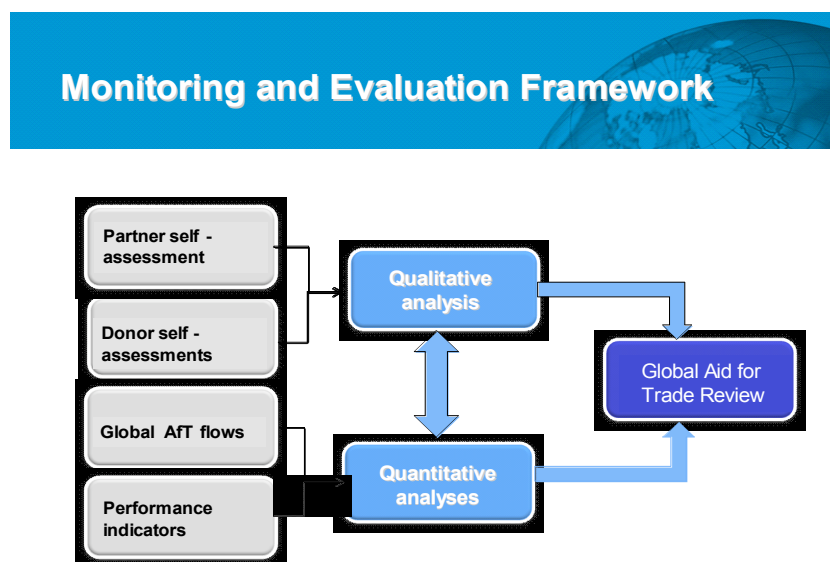 Monitoring and Evaluation Framework
Partner self -
assessment
Donor self -
assessments
Global AfT flows
Performance
indicators
Qualitative
analysis
Quantitative
analyses
Global Aid for
Trade Review